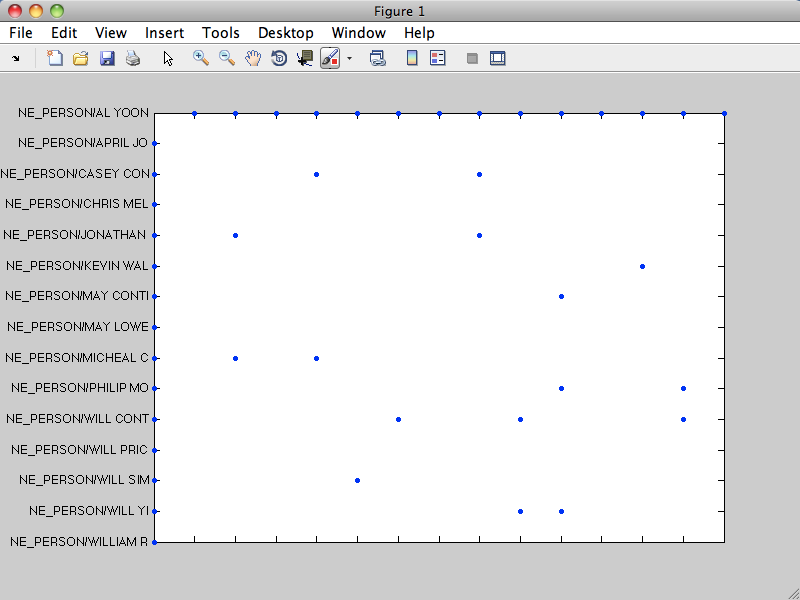 Figure 1
File Edit View Insert Tools Desktop Window Help
NE_PERSON/AL YOON
NE_PERSON/APRIL JO
NE_PERSON/CASEY CON
NE_PERSON/CHRIS MEL
NE_PERSON/JONATHAN
NE_PERSON/KEVIN WAL
NE_PERSON/MAY CONTI
NE_PERSON/MAY LOWE
NE_PERSON/MICHEAL C
NE_PERSON/PHILIP MO
NE_PERSON/WILL CONT
NE_PERSON/WILL PRIC
NE_PERSON/WILL SIM
NE_PERSON/WILL YI
NE_PERSON/WILLIAM R